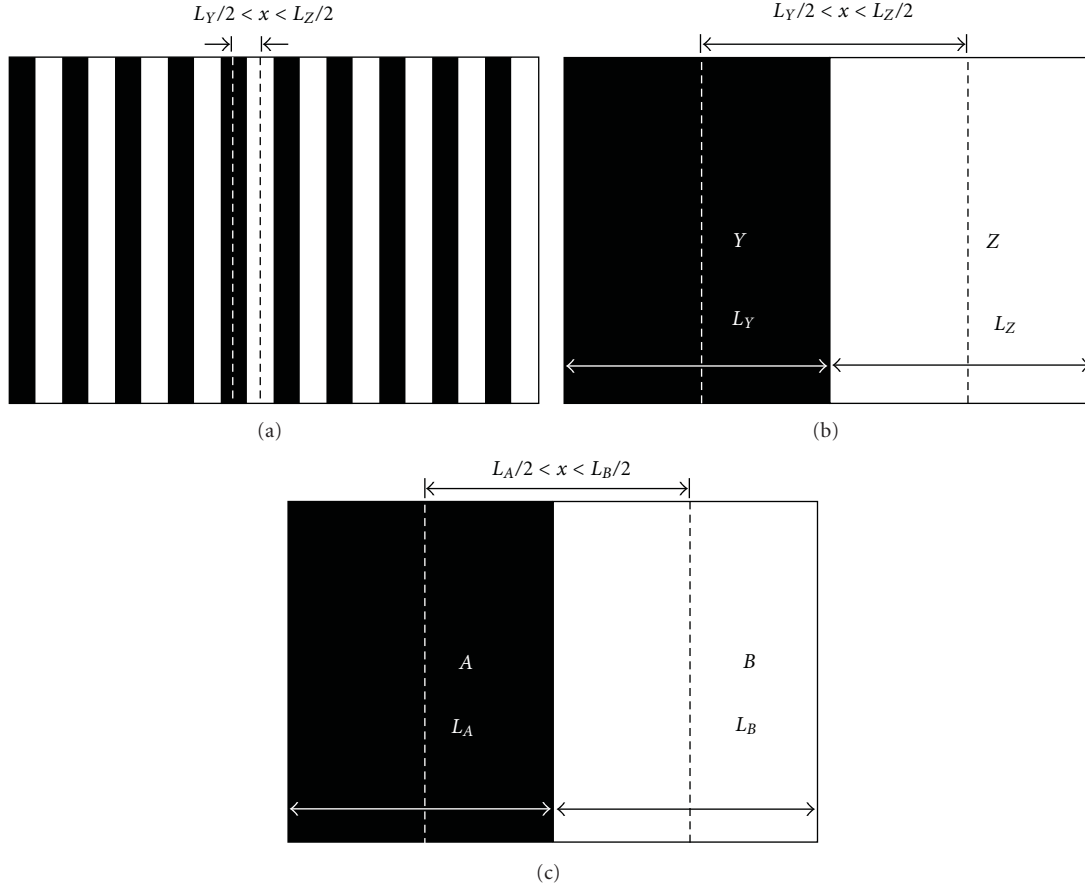 L_Y/2 < x < L_Z/2
(a)
L_Y/2 < x < L_Z/2
Y
Z
L_Y
L_Z
(b)
L_A/2 < x < L_B/2
A
B
L_A
L_B
(c)